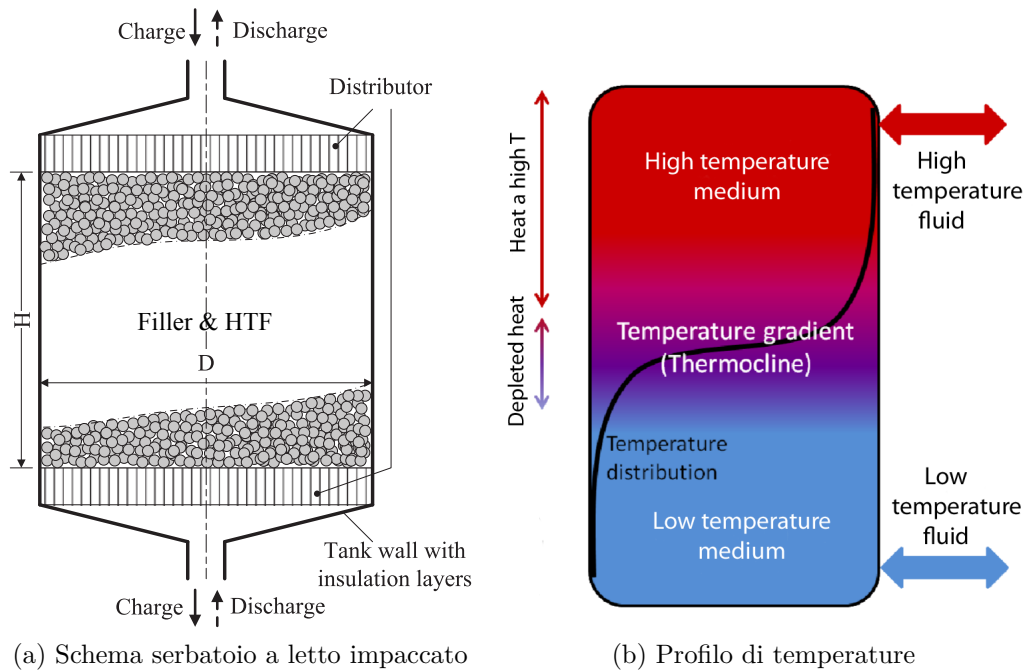 Charge
Discharge
Distributor
H
Filler & HTF
D
Tank wall with
insulation layers
Charge
Discharge
(a) Schema serbatoio a letto impaccato
Heat a high T
Depleted heat
High temperature
medium
Temperature gradient
(Thermocline)
Temperature
distribution
Low temperature
medium
High
temperature
fluid
Low
temperature
fluid
(b) Profilo di temperature